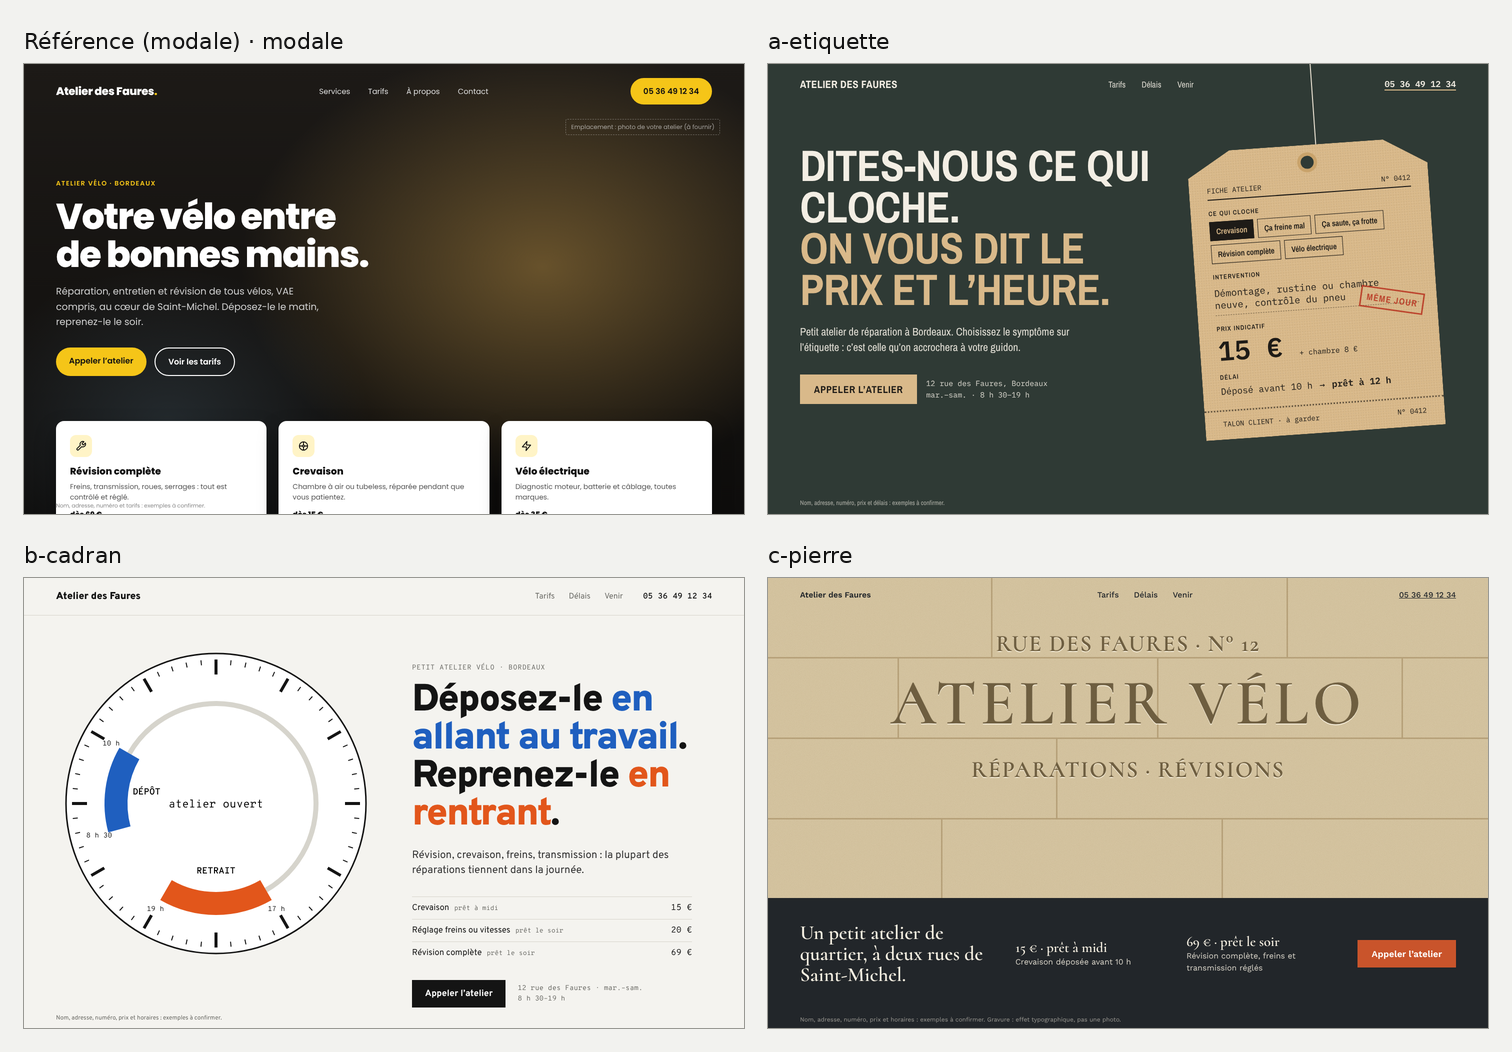 Référence (modale) · modale
Atelier des Faures.
Services Tarifs À propos Contact
05 36 49 12 34
Emplacement : photo de votre atelier (à fournir)
ATELIER VÉLO · BORDEAUX
Votre vélo entre
de bonnes mains.
Réparation, entretien et révision de tous vélos, VAE
compris, au cœur de Saint-Michel. Déposez-le le matin,
reprenez-le le soir.
Appeler l'atelier
Voir les tarifs
Révision complète
Freins, transmission, roues, serrages : tout est
contrôlé et réglé.
Nom, adresse, numéro et tarifs : exemples à confirmer.
dès 69 €
Crevaison
Chambre à air ou tubeless, réparée pendant que
vous patientez.
dès 15 €
Vélo électrique
Diagnostic moteur, batterie et câblage, toutes
marques.
dès 35 €
a-etiquette
ATELIER DES FAURES
Tarifs Délais Venir
05 36 49 12 34
DITES-NOUS CE QUI
CLOCHE.
ON VOUS DIT LE
PRIX ET L'HEURE.
Petit atelier de réparation à Bordeaux. Choisissez le symptôme sur
l'étiquette : c'est celle qu'on accrochera à votre guidon.
APPELER L'ATELIER
12 rue des Faures, Bordeaux
mar.–sam. · 8 h 30–19 h
Nom, adresse, numéro, prix et délais : exemples à confirmer.
FICHE ATELIER
N° 0412
CE QUI CLOCHE
Crevaison
Ça freine mal
Ça saute, ça frotte
Révision complète
Vélo électrique
INTERVENTION
Démontage, rustine ou chambre
neuve, contrôle du pneu
MÊME JOUR
PRIX INDICATIF
15 €
+ chambre 8 €
DÉLAI
Déposé avant 10 h → prêt à 12 h
TALON CLIENT · à garder
N° 0412
b-cadran
Atelier des Faures
Tarifs Délais Venir
05 36 49 12 34
10 h
DÉPÔT
atelier ouvert
8 h 30
RETRAIT
19 h
17 h
PETIT ATELIER VÉLO · BORDEAUX
Déposez-le en
allant au travail.
Reprenez-le en
rentrant.
Révision, crevaison, freins, transmission : la plupart des
réparations tiennent dans la journée.
Crevaison prêt à midi 15 €
Réglage freins ou vitesses prêt le soir 20 €
Révision complète prêt le soir 69 €
Appeler l'atelier
12 rue des Faures · mar.–sam.
8 h 30–19 h
Nom, adresse, numéro, prix et horaires : exemples à confirmer.
c-pierre
Atelier des Faures
Tarifs Délais Venir
05 36 49 12 34
RUE DES FAURES · Nº 12
ATELIER VÉLO
RÉPARATIONS · RÉVISIONS
Un petit atelier de
quartier, à deux rues de
Saint-Michel.
15 € · prêt à midi
Crevaison déposée avant 10 h
69 € · prêt le soir
Révision complète, freins et
transmission réglés
Appeler l'atelier
Nom, adresse, numéro, prix et horaires : exemples à confirmer. Gravure : effet typographique, pas une photo.